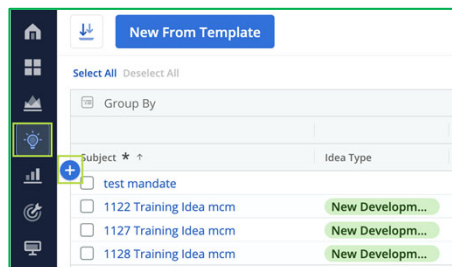 New From Template
Select All Deselect All
Group By
Subject * ↑ Idea Type
test mandate
1122 Training Idea mcm New Developm...
1127 Training Idea mcm New Developm...
1128 Training Idea mcm New Developm...